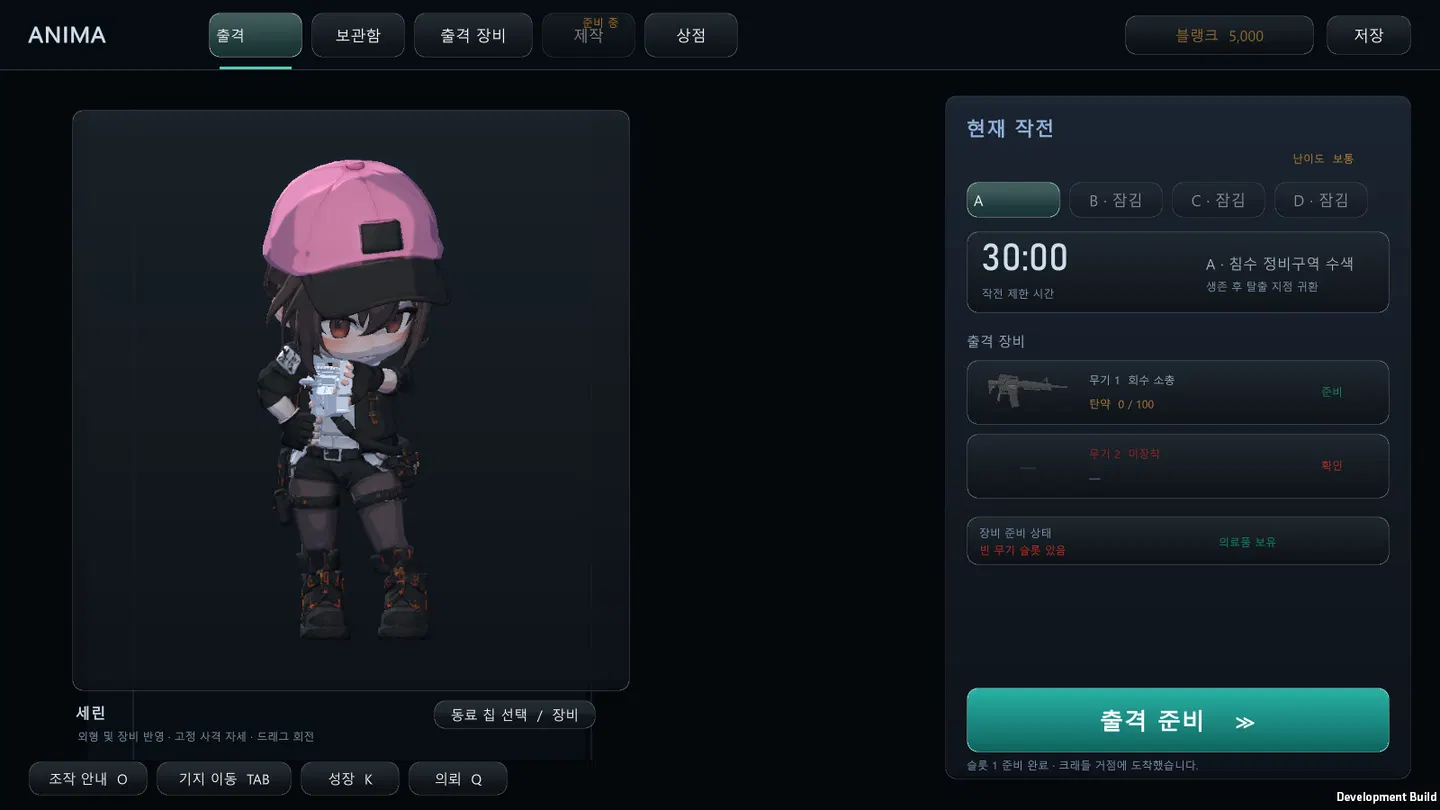 ANIMA
출격
보관함
출격 장비
준비 중
제작
상점
블랭크 5,000
저장
현재 작전
난이도 보통
A
B · 잠김
C · 잠김
D · 잠김
30:00
작전 제한 시간
A · 침수 정비구역 수색
생존 후 탈출 지점 귀환
출격 장비
무기 1 회수 소총
탄약 0 / 100
준비
무기 2 미장착
—
확인
장비 준비 상태
빈 무기 슬롯 있음
의료품 보유
출격 준비 ≫
슬롯 1 준비 완료 · 크래들 거점에 도착했습니다.
세린
외형 및 장비 반영 · 고정 사격 자세 · 드래그 회전
동료 칩 선택 / 장비
조작 안내 O
기지 이동 TAB
성장 K
의뢰 Q
Development Build